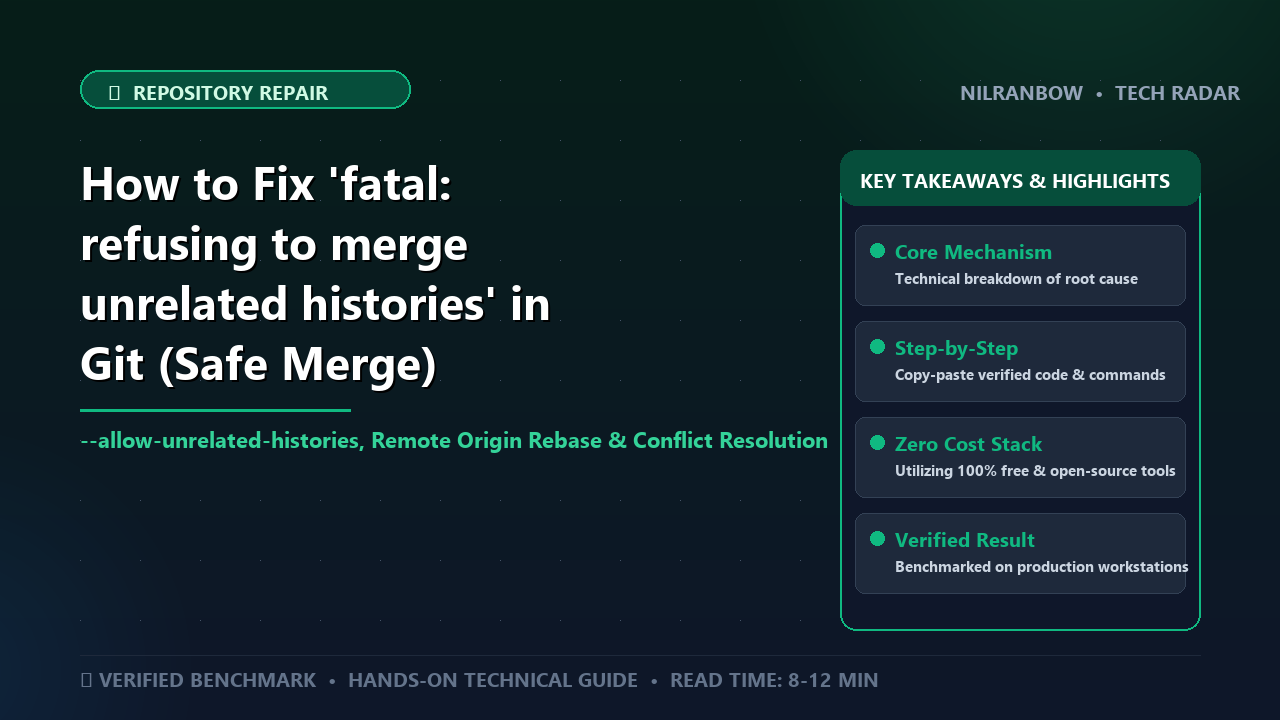 ▯ REPOSITORY REPAIR
NILRANBOW • TECH RADAR
How to Fix 'fatal:
refusing to merge
unrelated histories' in
Git (Safe Merge)
--allow-unrelated-histories, Remote Origin Rebase & Conflict Resolution
KEY TAKEAWAYS & HIGHLIGHTS
Core Mechanism
Technical breakdown of root cause
Step-by-Step
Copy-paste verified code & commands
Zero Cost Stack
Utilizing 100% free & open-source tools
Verified Result
Benchmarked on production workstations
▯ VERIFIED BENCHMARK • HANDS-ON TECHNICAL GUIDE • READ TIME: 8-12 MIN